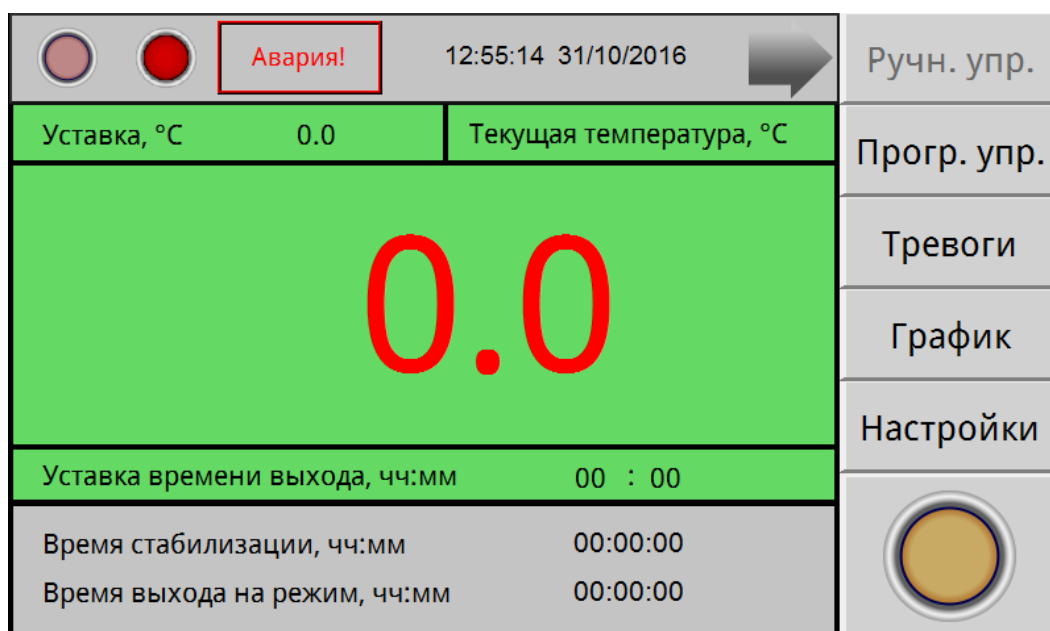 Авария!
12:55:14 31/10/2016
Ручн. упр.
Уставка, °C 0.0
Текущая температура, °C
Прогр. упр.
0.0
Тревоги
График
Настройки
Уставка времени выхода, чч:мм 00 : 00
Время стабилизации, чч:мм 00:00:00
Время выхода на режим, чч:мм 00:00:00